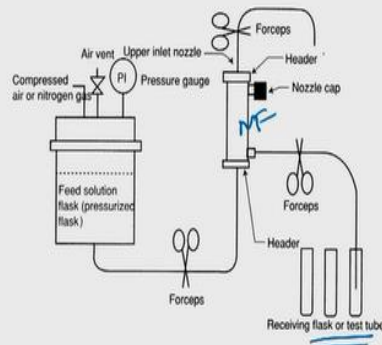 Forceps
Air vent
Upper inlet nozzle
Header
Compressed
air or nitrogen gas
PI
Pressure gauge
Nozzle cap
MF
Feed solution
flask (pressurized
flask)
Forceps
Header
Forceps
Receiving flask or test tube